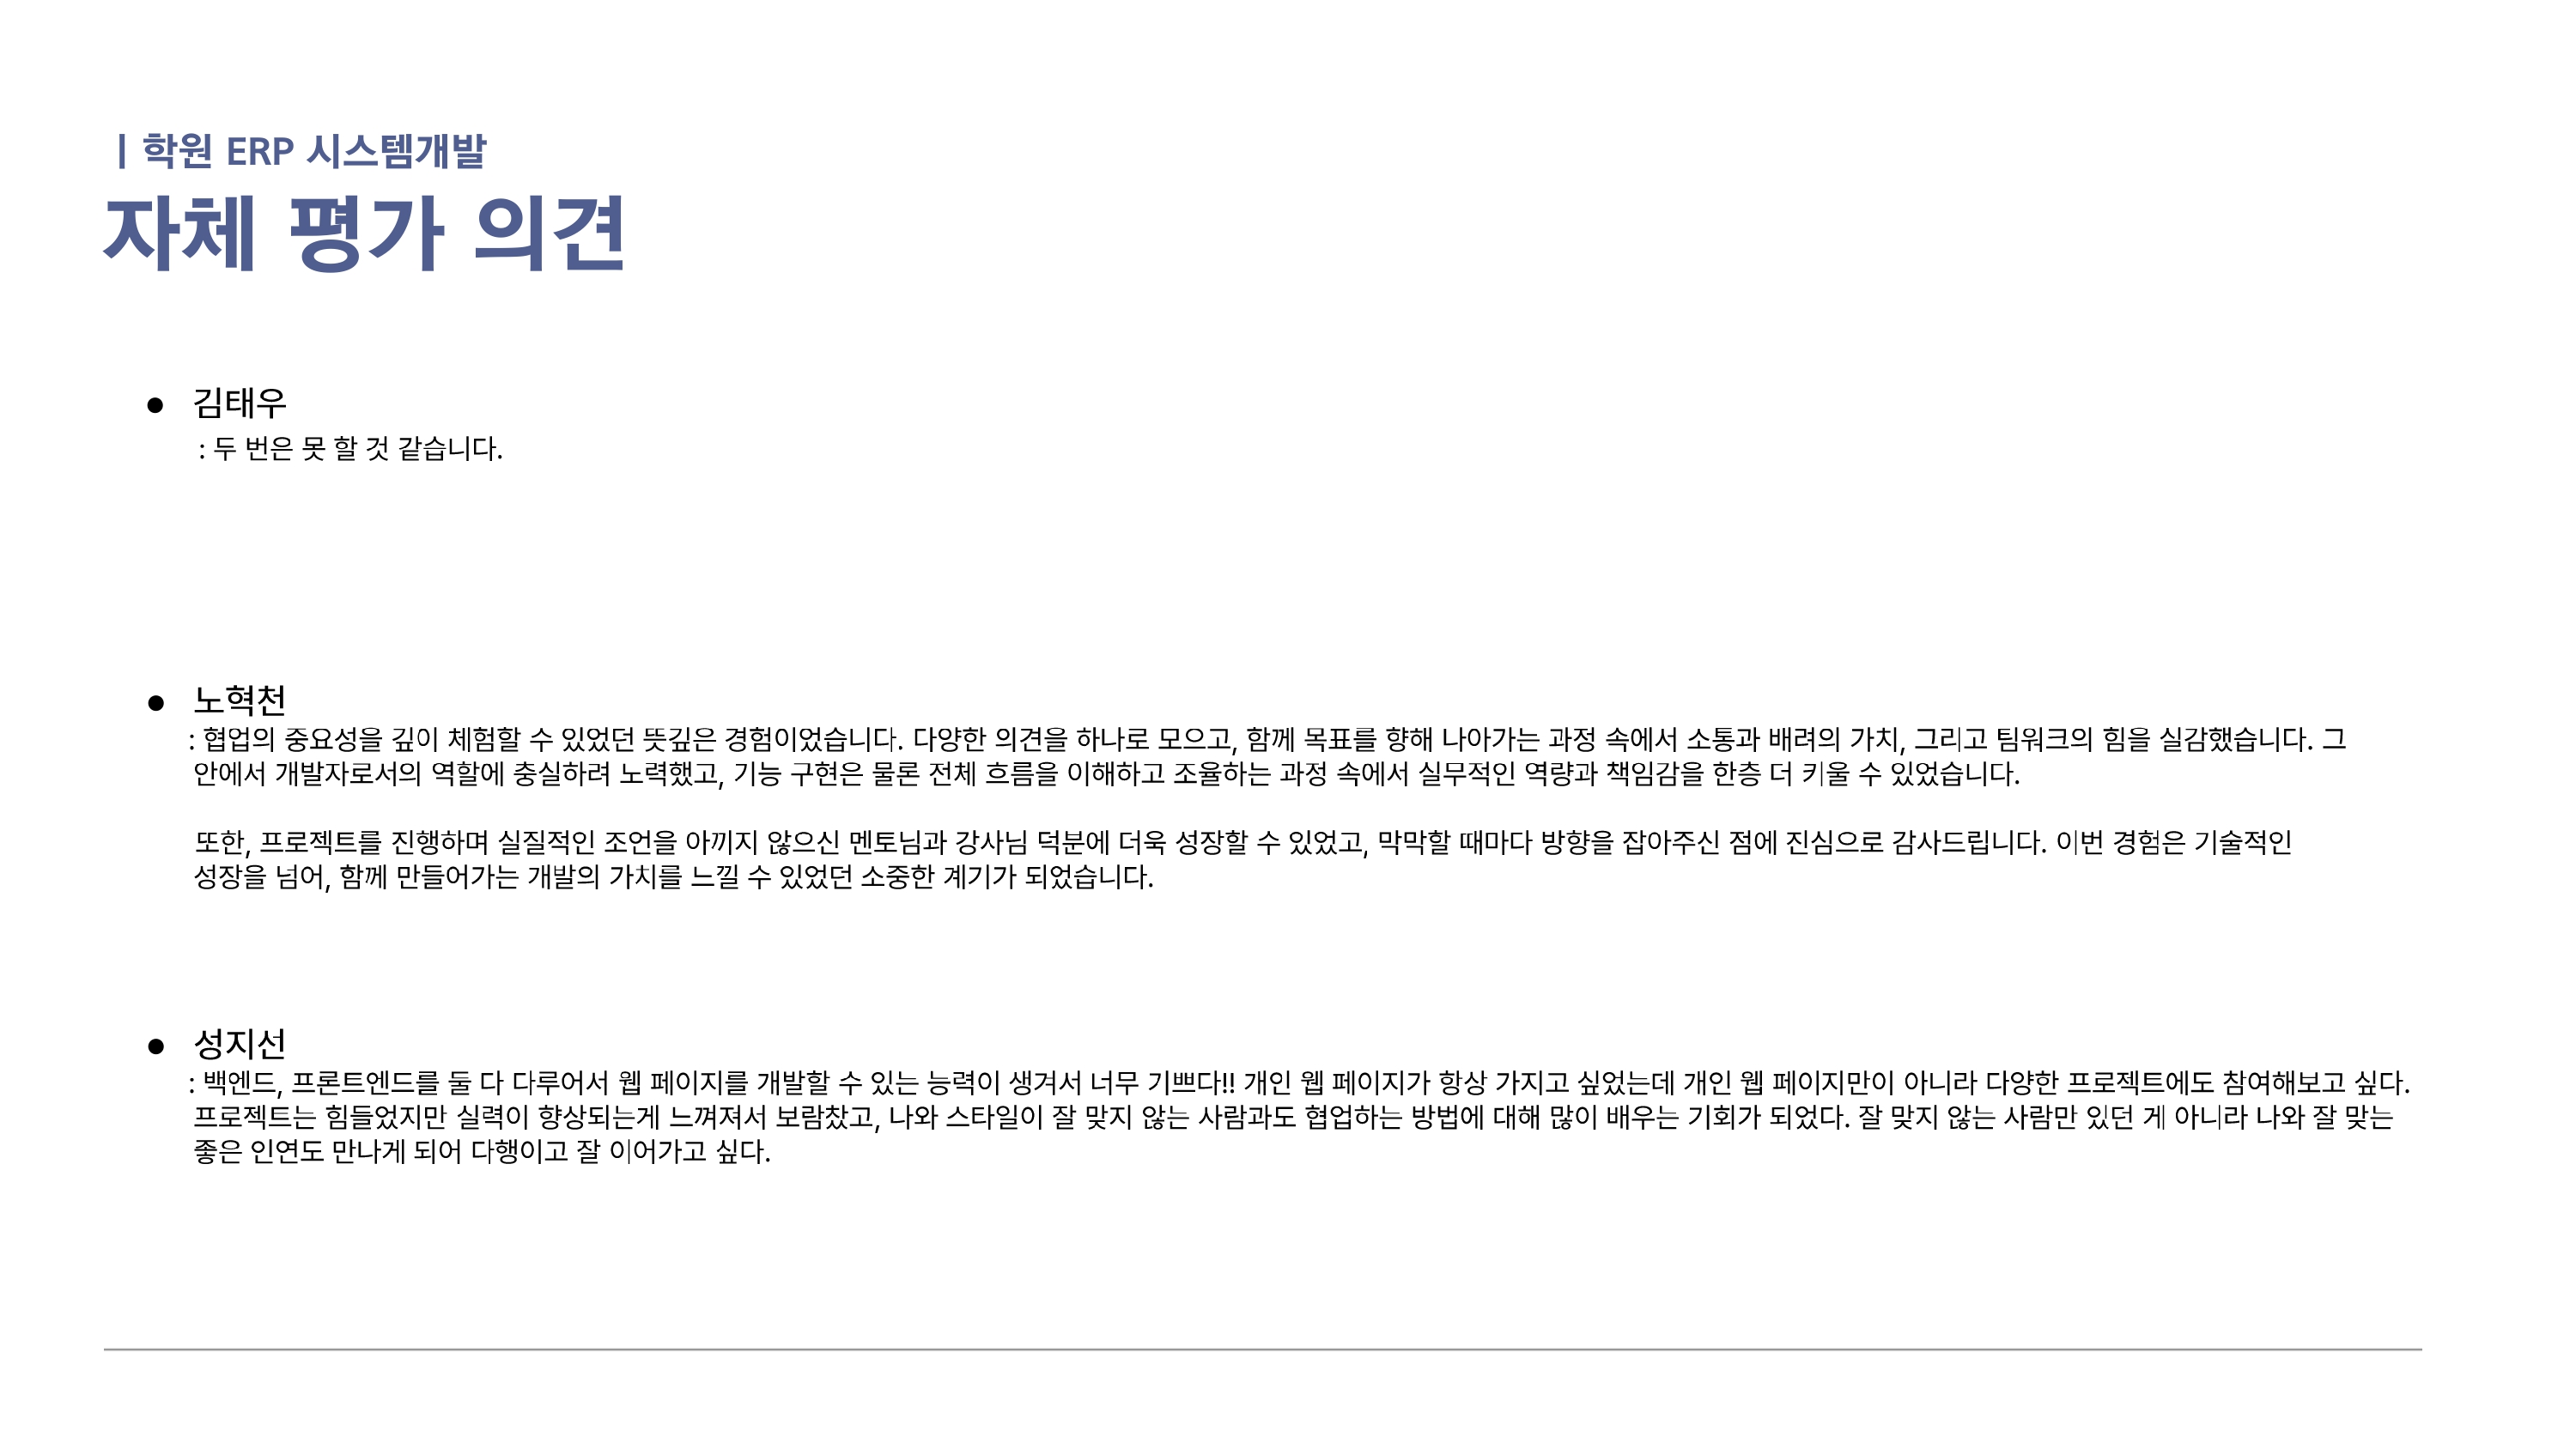 | 학원 ERP 시스템개발
자체 평가 의견
● 김태우
: 두 번은 못 할 것 같습니다.
● 노혁천
: 협업의 중요성을 깊이 체험할 수 있었던 뜻깊은 경험이었습니다. 다양한 의견을 하나로 모으고, 함께 목표를 향해 나아가는 과정 속에서 소통과 배려의 가치, 그리고 팀워크의 힘을 실감했습니다. 그
안에서 개발자로서의 역할에 충실하려 노력했고, 기능 구현은 물론 전체 흐름을 이해하고 조율하는 과정 속에서 실무적인 역량과 책임감을 한층 더 키울 수 있었습니다.
또한, 프로젝트를 진행하며 실질적인 조언을 아끼지 않으신 멘토님과 강사님 덕분에 더욱 성장할 수 있었고, 막막할 때마다 방향을 잡아주신 점에 진심으로 감사드립니다. 이번 경험은 기술적인
성장을 넘어, 함께 만들어가는 개발의 가치를 느낄 수 있었던 소중한 계기가 되었습니다.
● 성지선
: 백엔드, 프론트엔드를 둘 다 다루어서 웹 페이지를 개발할 수 있는 능력이 생겨서 너무 기쁘다!! 개인 웹 페이지가 항상 가지고 싶었는데 개인 웹 페이지만이 아니라 다양한 프로젝트에도 참여해보고 싶다.
프로젝트는 힘들었지만 실력이 향상되는게 느껴져서 보람찼고, 나와 스타일이 잘 맞지 않는 사람과도 협업하는 방법에 대해 많이 배우는 기회가 되었다. 잘 맞지 않는 사람만 있던 게 아니라 나와 잘 맞는
좋은 인연도 만나게 되어 다행이고 잘 이어가고 싶다.